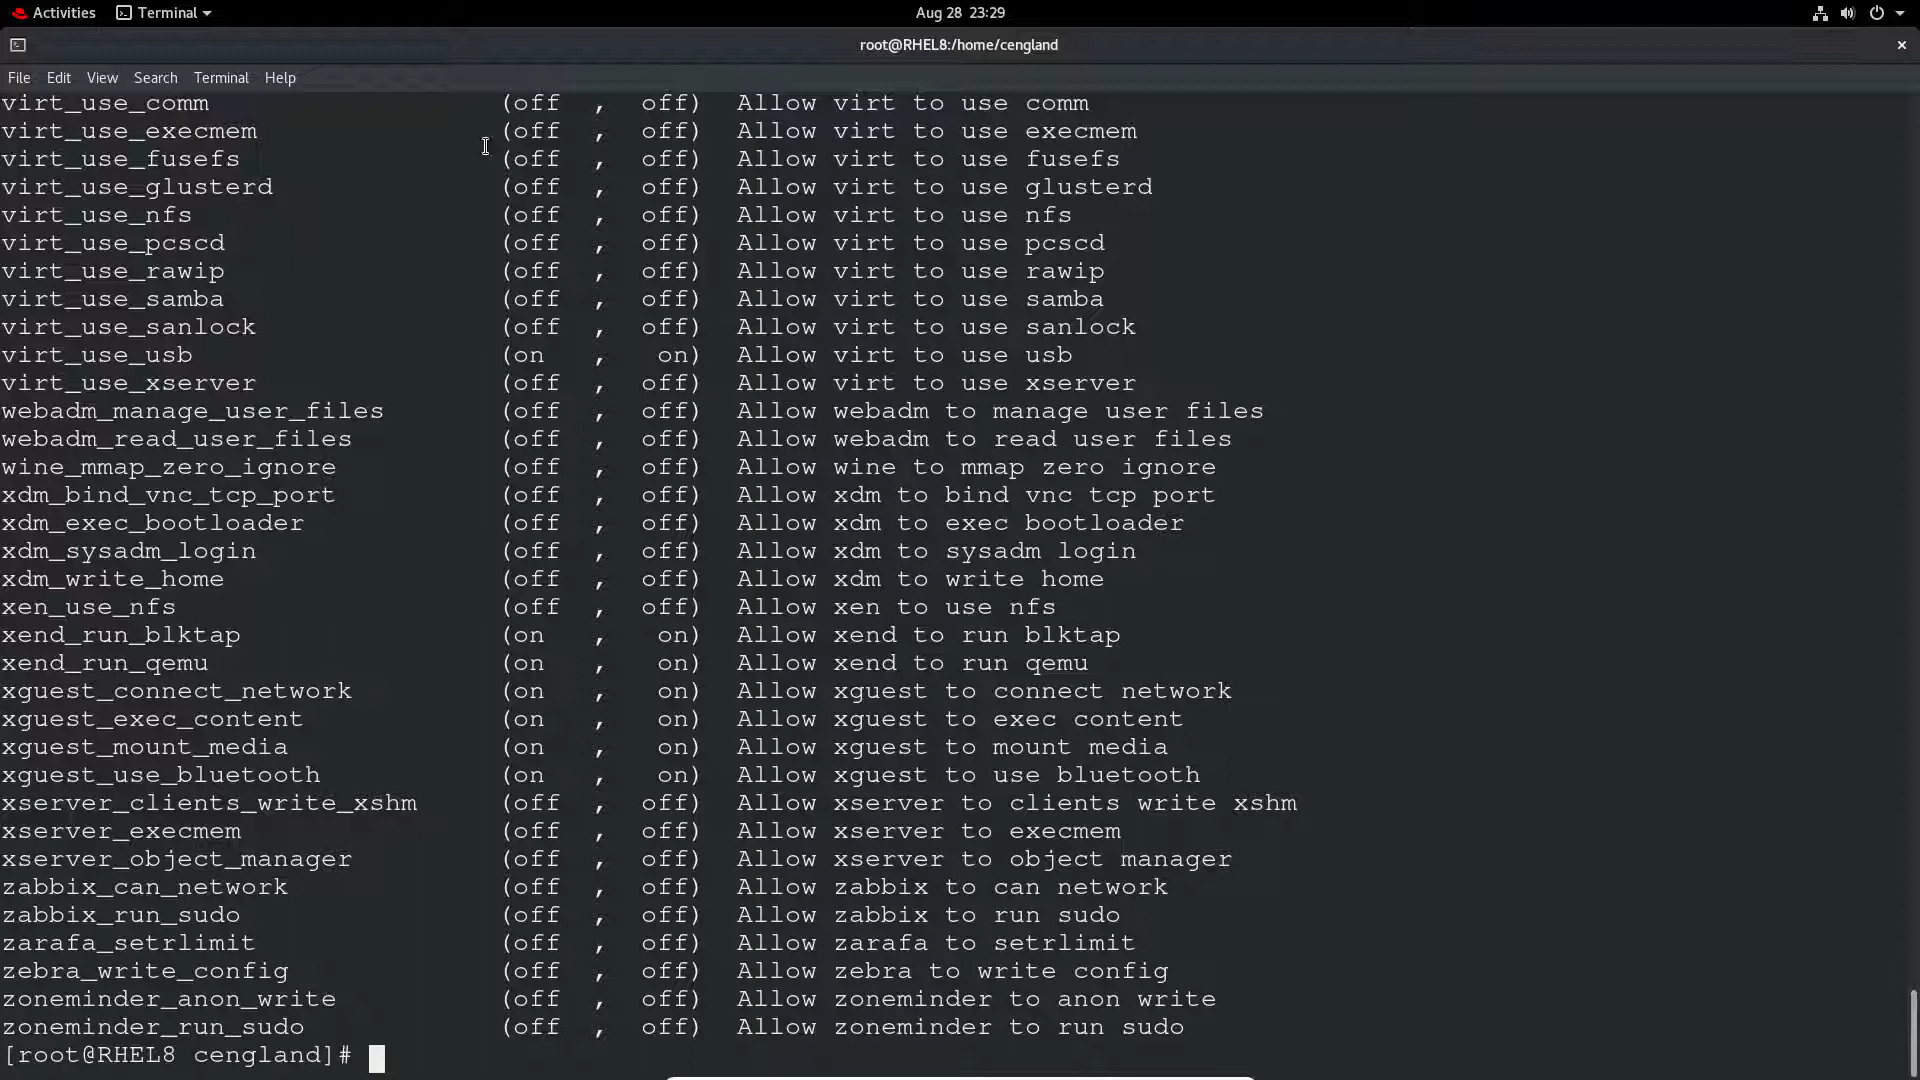 Activities Terminal Aug 28 23:29
root@RHEL8:/home/cengland
File Edit View Search Terminal Help
virt_use_comm (off , off) Allow virt to use comm
virt_use_execmem (off , off) Allow virt to use execmem
virt_use_fusefs (off , off) Allow virt to use fusefs
virt_use_glusterd (off , off) Allow virt to use glusterd
virt_use_nfs (off , off) Allow virt to use nfs
virt_use_pcscd (off , off) Allow virt to use pcscd
virt_use_rawip (off , off) Allow virt to use rawip
virt_use_samba (off , off) Allow virt to use samba
virt_use_sanlock (off , off) Allow virt to use sanlock
virt_use_usb (on , on) Allow virt to use usb
virt_use_xserver (off , off) Allow virt to use xserver
webadm_manage_user_files (off , off) Allow webadm to manage user files
webadm_read_user_files (off , off) Allow webadm to read user files
wine_mmap_zero_ignore (off , off) Allow wine to mmap zero ignore
xdm_bind_vnc_tcp_port (off , off) Allow xdm to bind vnc tcp port
xdm_exec_bootloader (off , off) Allow xdm to exec bootloader
xdm_sysadm_login (off , off) Allow xdm to sysadm login
xdm_write_home (off , off) Allow xdm to write home
xen_use_nfs (off , off) Allow xen to use nfs
xend_run_blktap (on , on) Allow xend to run blktap
xend_run_qemu (on , on) Allow xend to run qemu
xguest_connect_network (on , on) Allow xguest to connect network
xguest_exec_content (on , on) Allow xguest to exec content
xguest_mount_media (on , on) Allow xguest to mount media
xguest_use_bluetooth (on , on) Allow xguest to use bluetooth
xserver_clients_write_xshm (off , off) Allow xserver to clients write xshm
xserver_execmem (off , off) Allow xserver to execmem
xserver_object_manager (off , off) Allow xserver to object manager
zabbix_can_network (off , off) Allow zabbix to can network
zabbix_run_sudo (off , off) Allow zabbix to run sudo
zarafa_setrlimit (off , off) Allow zarafa to setrlimit
zebra_write_config (off , off) Allow zebra to write config
zoneminder_anon_write (off , off) Allow zoneminder to anon write
zoneminder_run_sudo (off , off) Allow zoneminder to run sudo
[root@RHEL8 cengland]#